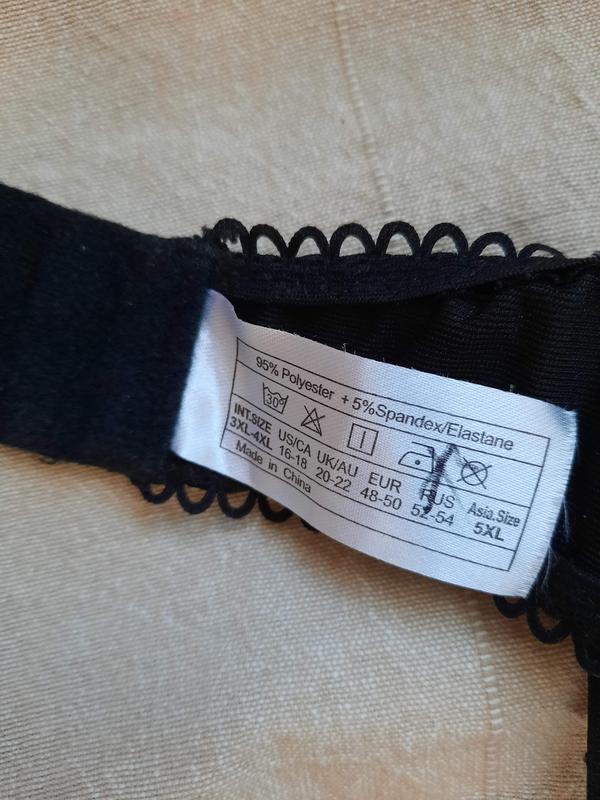 95% Polyester + 5%Spandex/Elastane
30°
INT.SIZE US/CA UK/AU EUR RUS Asia.Size
3XL-4XL 16-18 20-22 48-50 52-54 5XL
Made in China